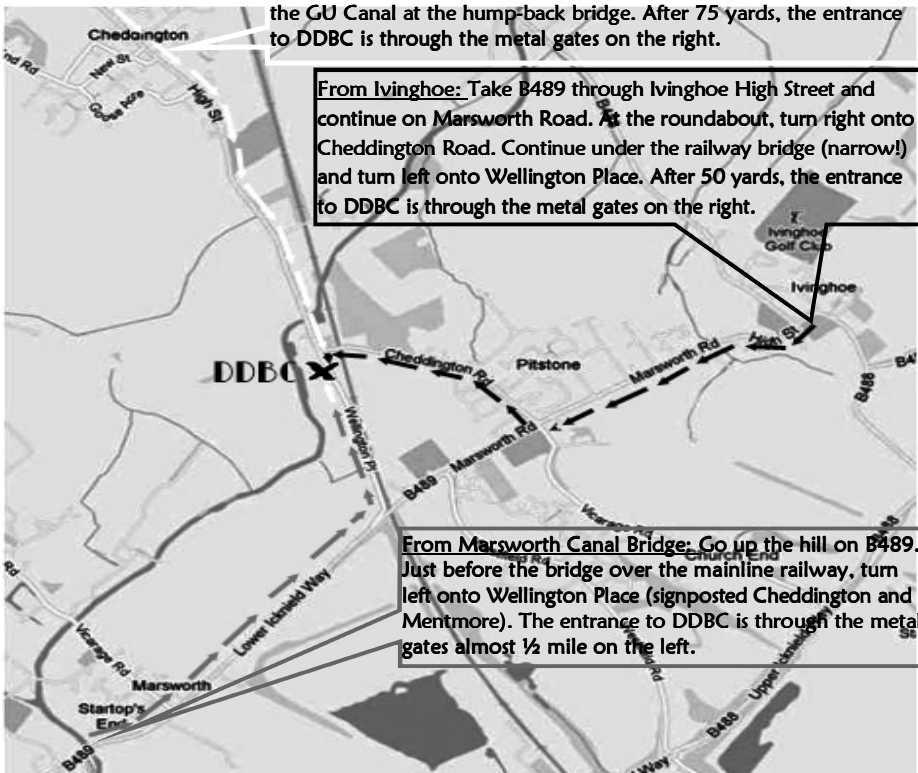 the GU Canal at the hump-back bridge. After 75 yards, the entrance
to DDBC is through the metal gates on the right.
Cheddington
New St
High St
From Ivinghoe: Take B489 through Ivinghoe High Street and
continue on Marsworth Road. At the roundabout, turn right onto
Cheddington Road. Continue under the railway bridge (narrow!)
and turn left onto Wellington Place. After 50 yards, the entrance
to DDBC is through the metal gates on the right.
Ivinghoe
Golf Club
Ivinghoe
High St
Marsworth Rd
Pitstone
Cheddington Rd
DDBC X
B488
Wellington Pl
Marsworth Rd
B489
Vicarage Rd
Church End
From Marsworth Canal Bridge: Go up the hill on B489.
Just before the bridge over the mainline railway, turn
left onto Wellington Place (signposted Cheddington and
Mentmore). The entrance to DDBC is through the metal
gates almost ½ mile on the left.
Lower Icknield Way
Rd
Vicarage Rd
Marsworth
Startop's
End
B489
Upper Icknield Way
B488
Way